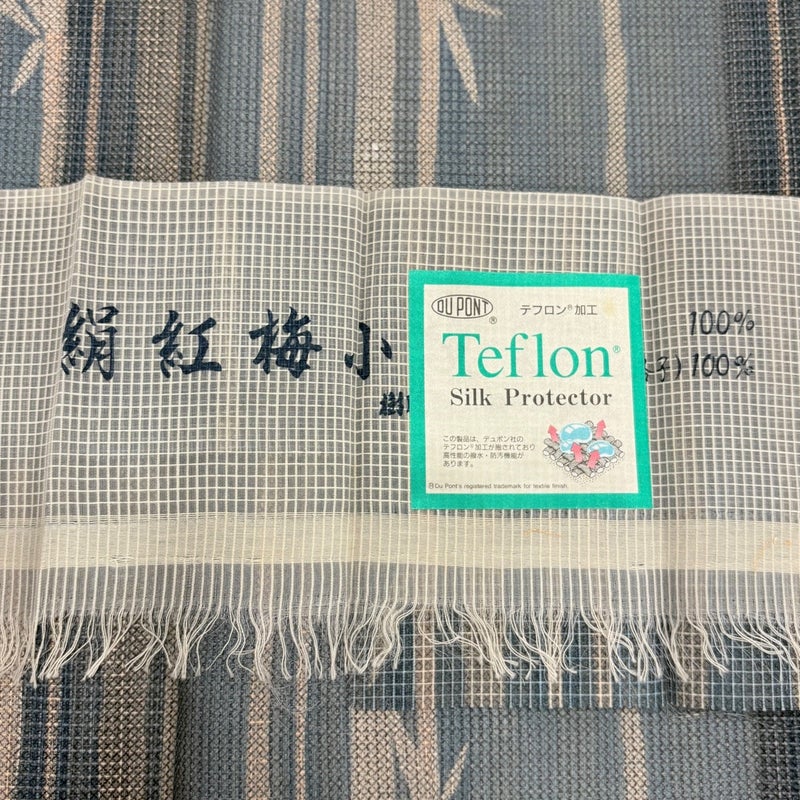 絹紅梅小
100%
子) 100%
DU PONT®
テフロン®加工
Teflon®
Silk Protector
この製品は、デュポン社の
テフロン®加工が施されており
高性能の撥水・防汚機能が
あります。
® Du Pont's registered trademark for textile finish.